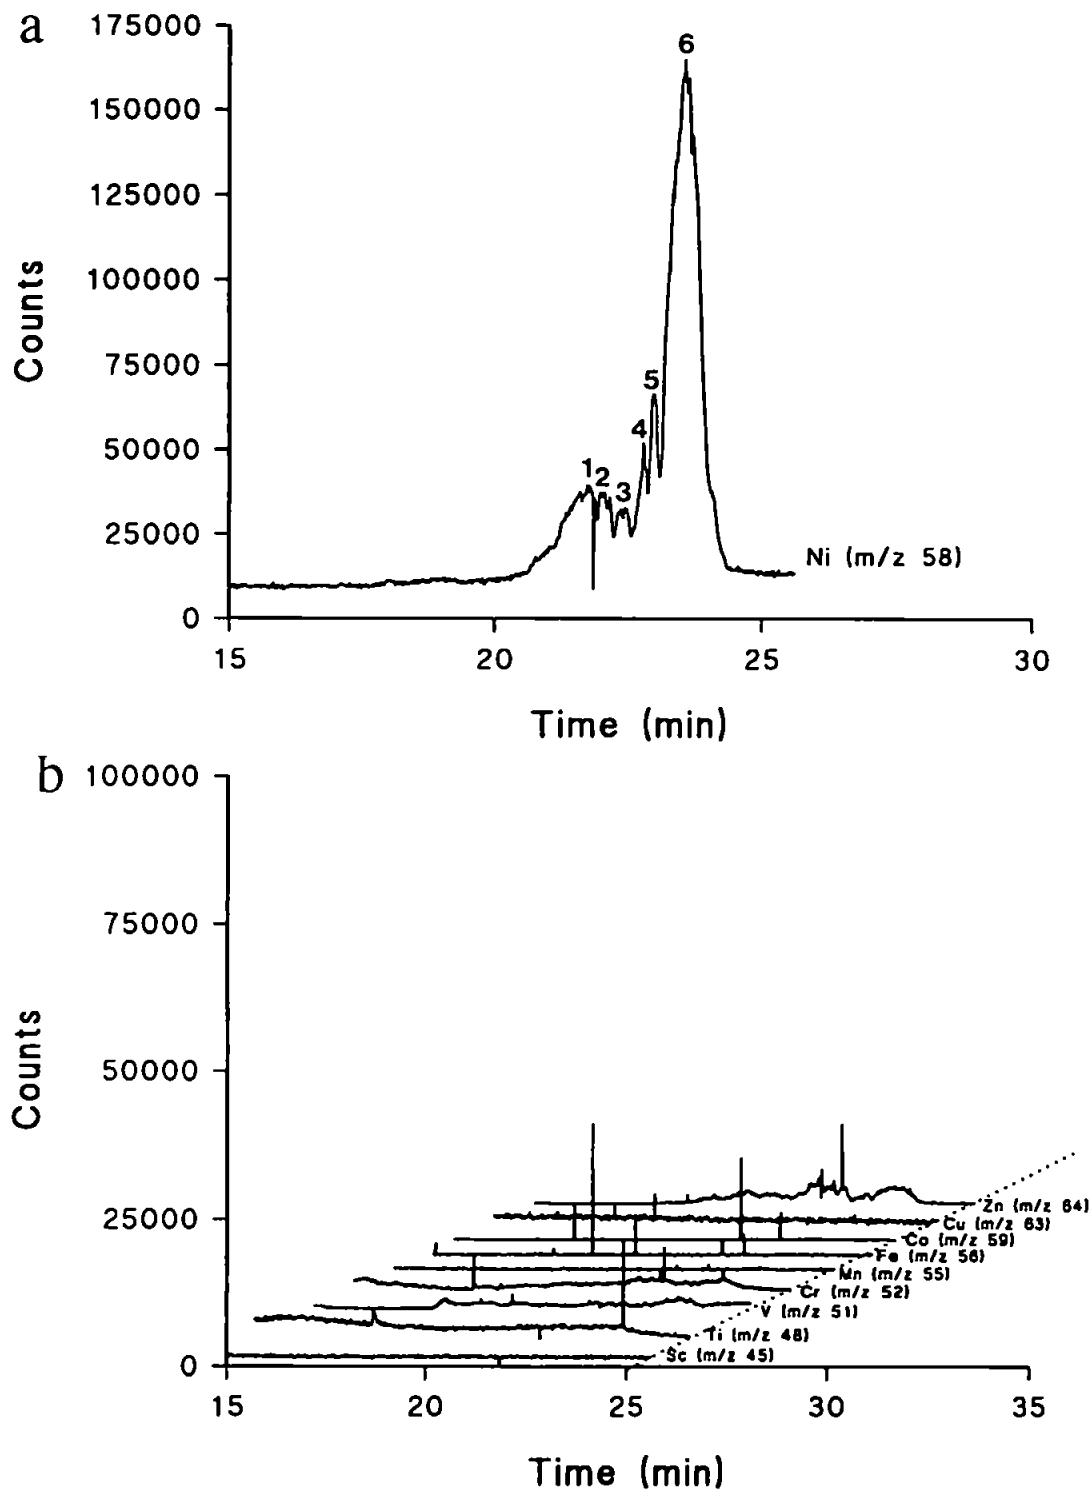 a
175000
150000
125000
100000
75000
50000
25000
0
Counts
1
2
3
4
5
6
Ni (m/z 58)
15 20 25 30
Time (min)
b
100000
75000
50000
25000
0
Counts
Zn (m/z 64)
Cu (m/z 63)
Co (m/z 59)
Fe (m/z 56)
Mn (m/z 55)
Cr (m/z 52)
V (m/z 51)
Ti (m/z 48)
Sc (m/z 45)
15 20 25 30 35
Time (min)